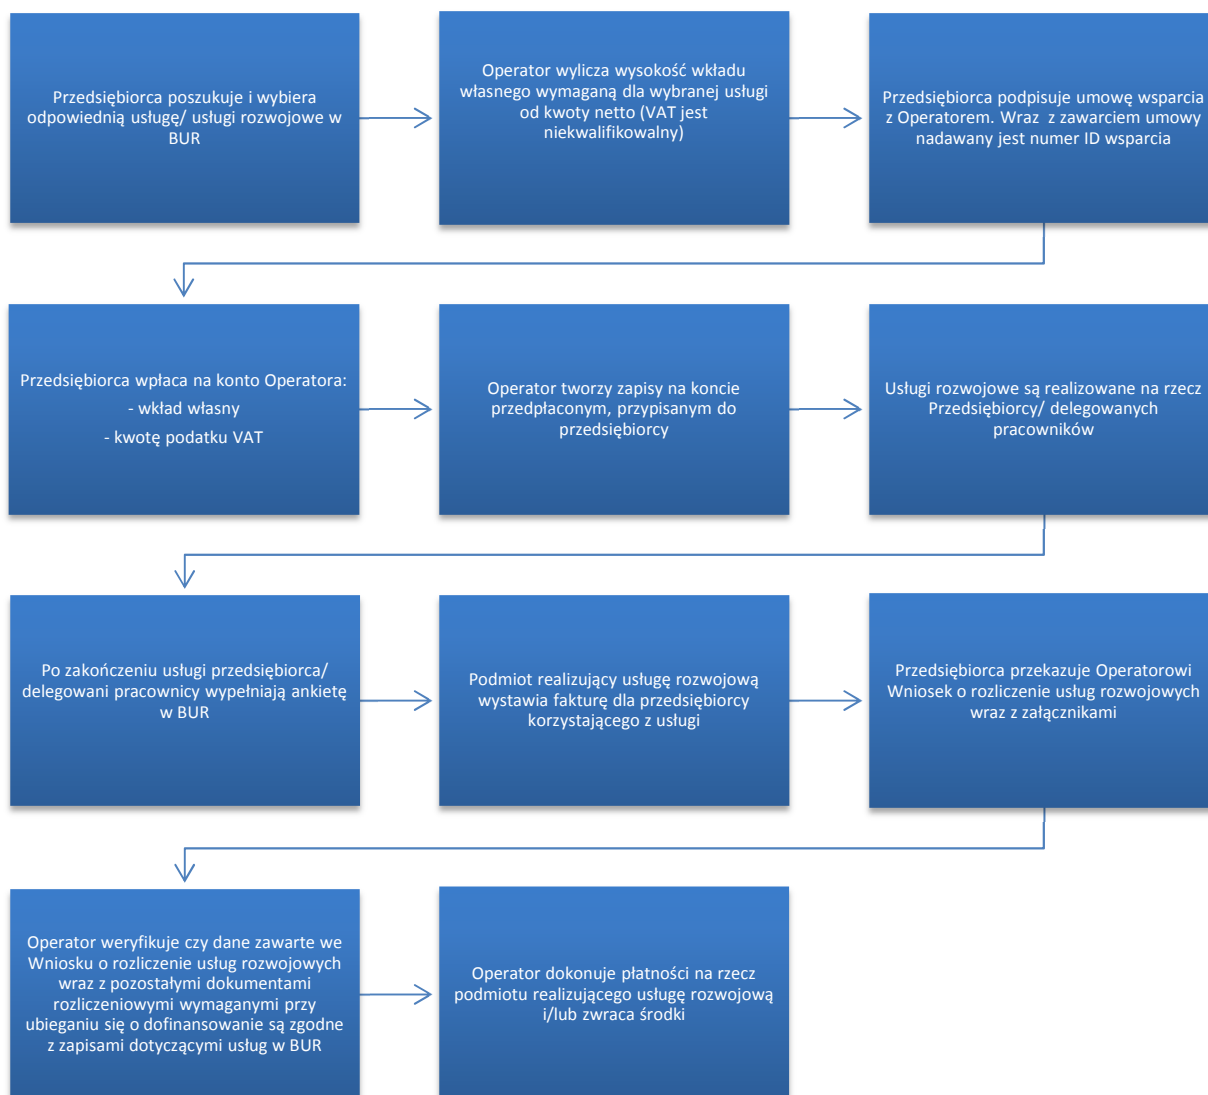 Przedsiębiorca poszukuje i wybiera
odpowiednią usługę/ usługi rozwojowe w
BUR
Operator wylicza wysokość wkładu
własnego wymaganą dla wybranej usługi
od kwoty netto (VAT jest
niekwalifikowalny)
Przedsiębiorca podpisuje umowę wsparcia
z Operatorem. Wraz z zawarciem umowy
nadawany jest numer ID wsparcia
Przedsiębiorca wpłaca na konto Operatora:
- wkład własny
- kwotę podatku VAT
Operator tworzy zapisy na koncie
przedpłaconym, przypisanym do
przedsiębiorcy
Usługi rozwojowe są realizowane na rzecz
Przedsiębiorcy/ delegowanych
pracowników
Po zakończeniu usługi przedsiębiorca/
delegowani pracownicy wypełniają ankietę
w BUR
Podmiot realizujący usługę rozwojową
wystawia fakturę dla przedsiębiorcy
korzystającego z usługi
Przedsiębiorca przekazuje Operatorowi
Wniosek o rozliczenie usług rozwojowych
wraz z załącznikami
Operator weryfikuje czy dane zawarte we
Wniosku o rozliczenie usług rozwojowych
wraz z pozostałymi dokumentami
rozliczeniowymi wymaganymi przy
ubieganiu się o dofinansowanie są zgodne
z zapisami dotyczącymi usług w BUR
Operator dokonuje płatności na rzecz
podmiotu realizującego usługę rozwojową
i/lub zwraca środki